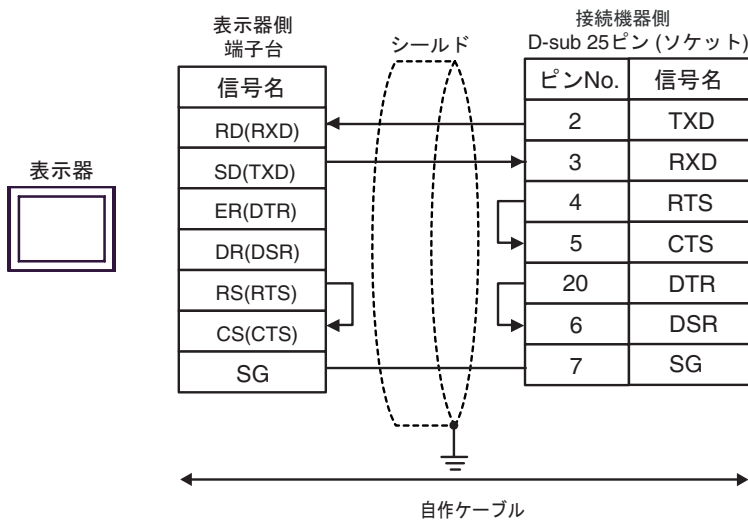 表示器側
端子台
シールド
接続機器側
D-sub 25ピン (ソケット)
表示器
信号名
RD(RXD)
SD(TXD)
ER(DTR)
DR(DSR)
RS(RTS)
CS(CTS)
SG
ピンNo. 信号名
2 TXD
3 RXD
4 RTS
5 CTS
20 DTR
6 DSR
7 SG
自作ケーブル